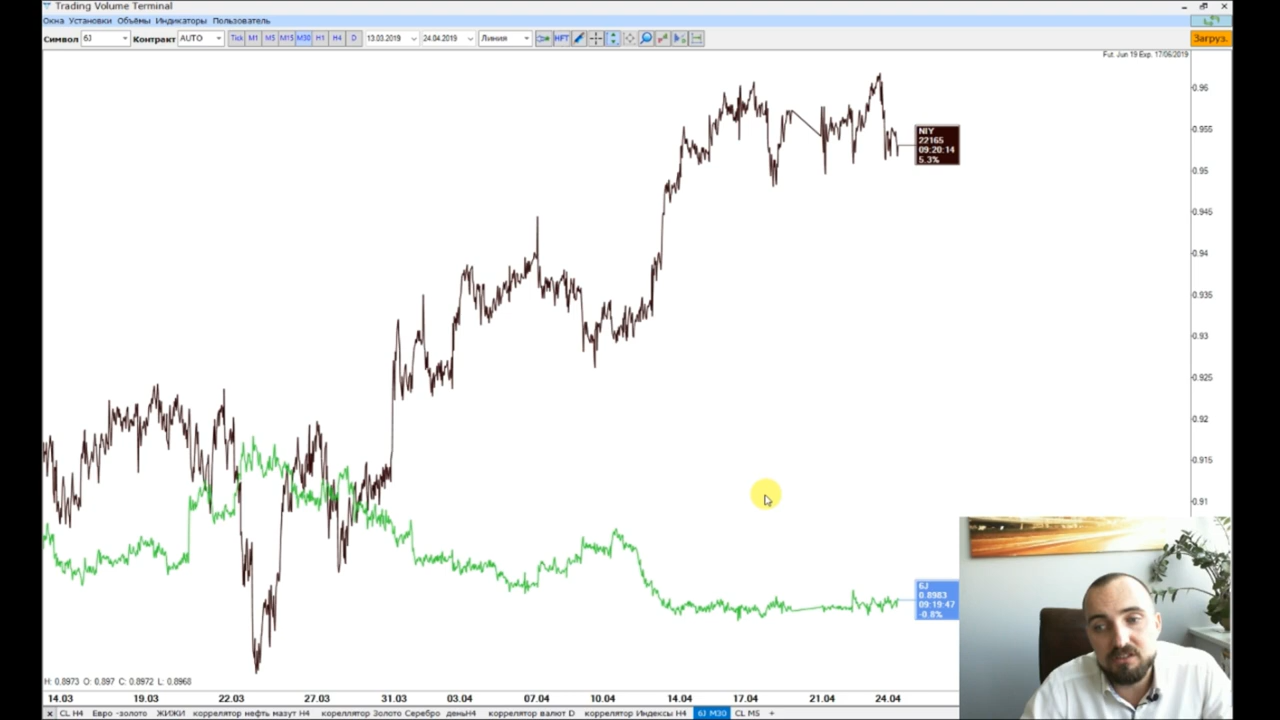 Trading Volume Terminal
Окна Установки Объёмы Индикаторы Пользователь
Символ 6J Контракт AUTO Tick M1 M5 M15 M30 H1 H4 D 13.03.2019 24.04.2019 Линия HFT Загруз.
Fut. Jun 19 Exp. 17/06/2019
0.96
0.955
0.95
0.945
0.94
0.935
0.93
0.925
0.92
0.915
0.91
NIY
22165
09:20:14
5.3%
6J
0.8983
09:19:47
-0.8%
H: 0.8973 O: 0.897 C: 0.8972 L: 0.8968
14.03 19.03 22.03 27.03 31.03 03.04 07.04 10.04 14.04 17.04 21.04 24.04
x CL H4 Евро -золото ЖИЖИ коррелятор нефть мазут H4 кореллятор Золото Серебро деньH4 коррелятор валют D коррелятор Индексы H4 6J M30 CL M5 +